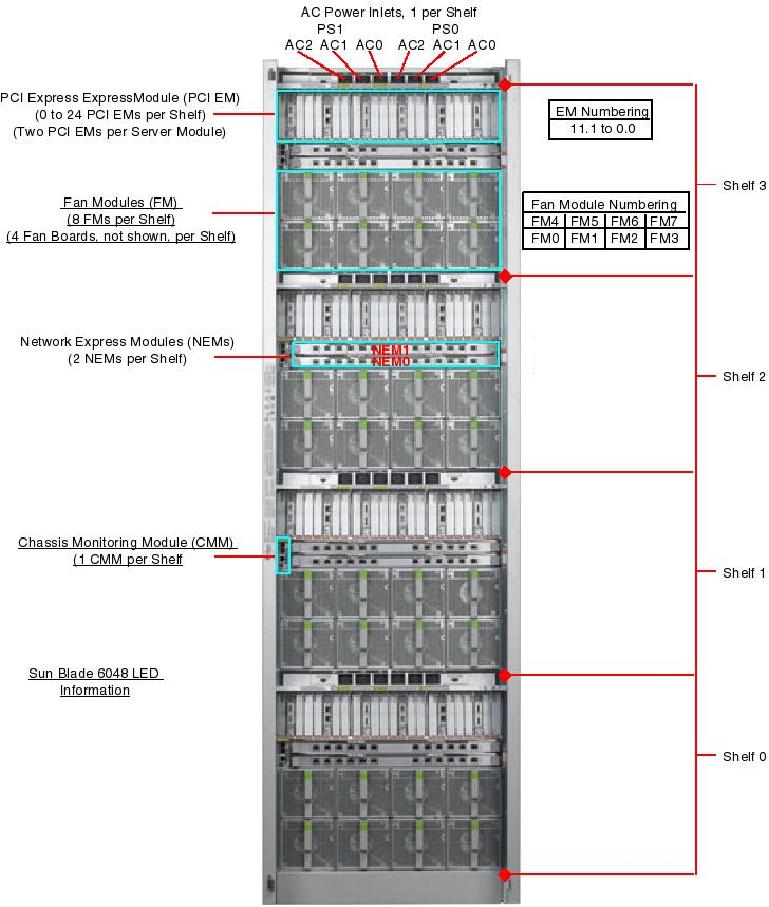 AC Power Inlets, 1 per Shelf
PS1 PS0
AC2 AC1 AC0 AC2 AC1 AC0
PCI Express ExpressModule (PCI EM)
(0 to 24 PCI EMs per Shelf)
(Two PCI EMs per Server Module)
EM Numbering
11.1 to 0.0
Shelf 3
Fan Modules (FM)
(8 FMs per Shelf)
(4 Fan Boards, not shown, per Shelf)
Fan Module Numbering
FM4 FM5 FM6 FM7
FM0 FM1 FM2 FM3
Network Express Modules (NEMs)
(2 NEMs per Shelf)
NEM1
NEM0
Shelf 2
Chassis Monitoring Module (CMM)
(1 CMM per Shelf
Shelf 1
Sun Blade 6048 LED
Information
Shelf 0